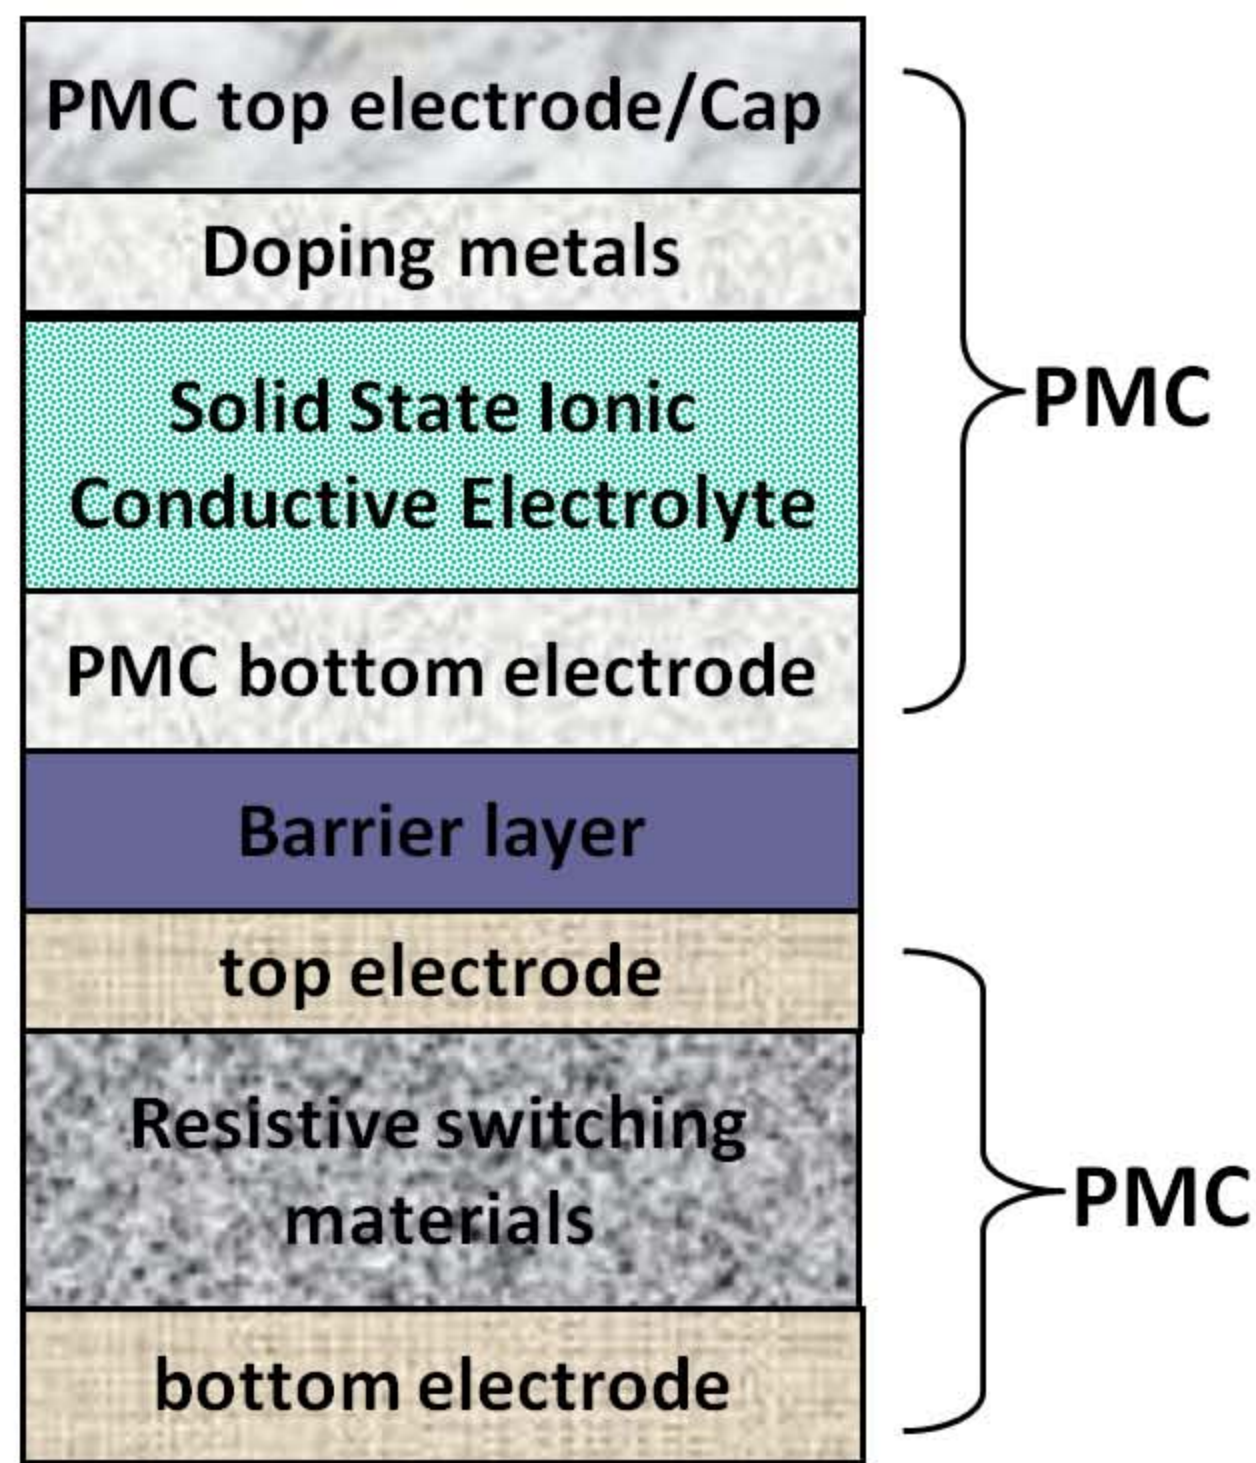 PMC top electrode/Cap
Doping metals
Solid State Ionic
Conductive Electrolyte
PMC
PMC bottom electrode
Barrier layer
top electrode
Resistive switching
materials
PMC
bottom electrode